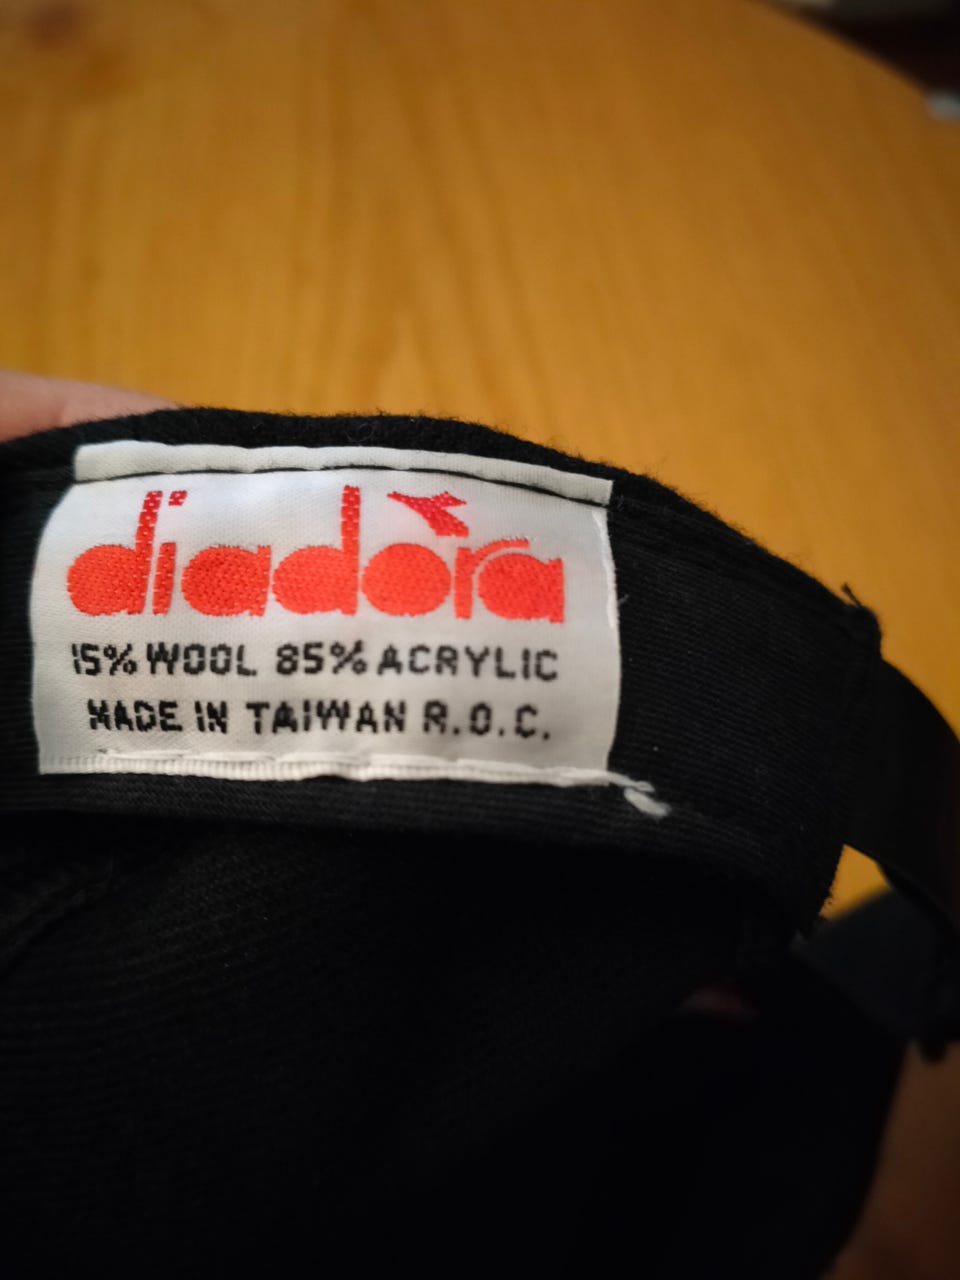 diadora
15% WOOL 85% ACRYLIC
MADE IN TAIWAN R.O.C.